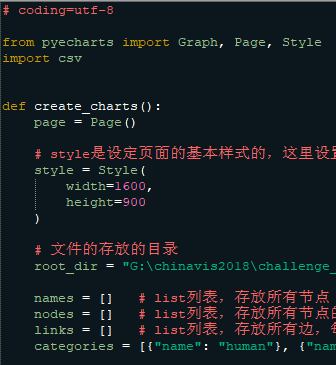 # coding=utf-8
from pyecharts import Graph, Page, Style
import csv
def create_charts():
page = Page()
# style是设定页面的基本样式的，这里设
style = Style(
width=1600,
height=900
)
# 文件的存放的目录
root_dir = "G:\chinavis2018\challenge_
names = [] # list列表，存放所有节点
nodes = [] # list列表，存放所有节点的
links = [] # list列表，存放所有边，
categories = [{"name": "human"}, {"nam